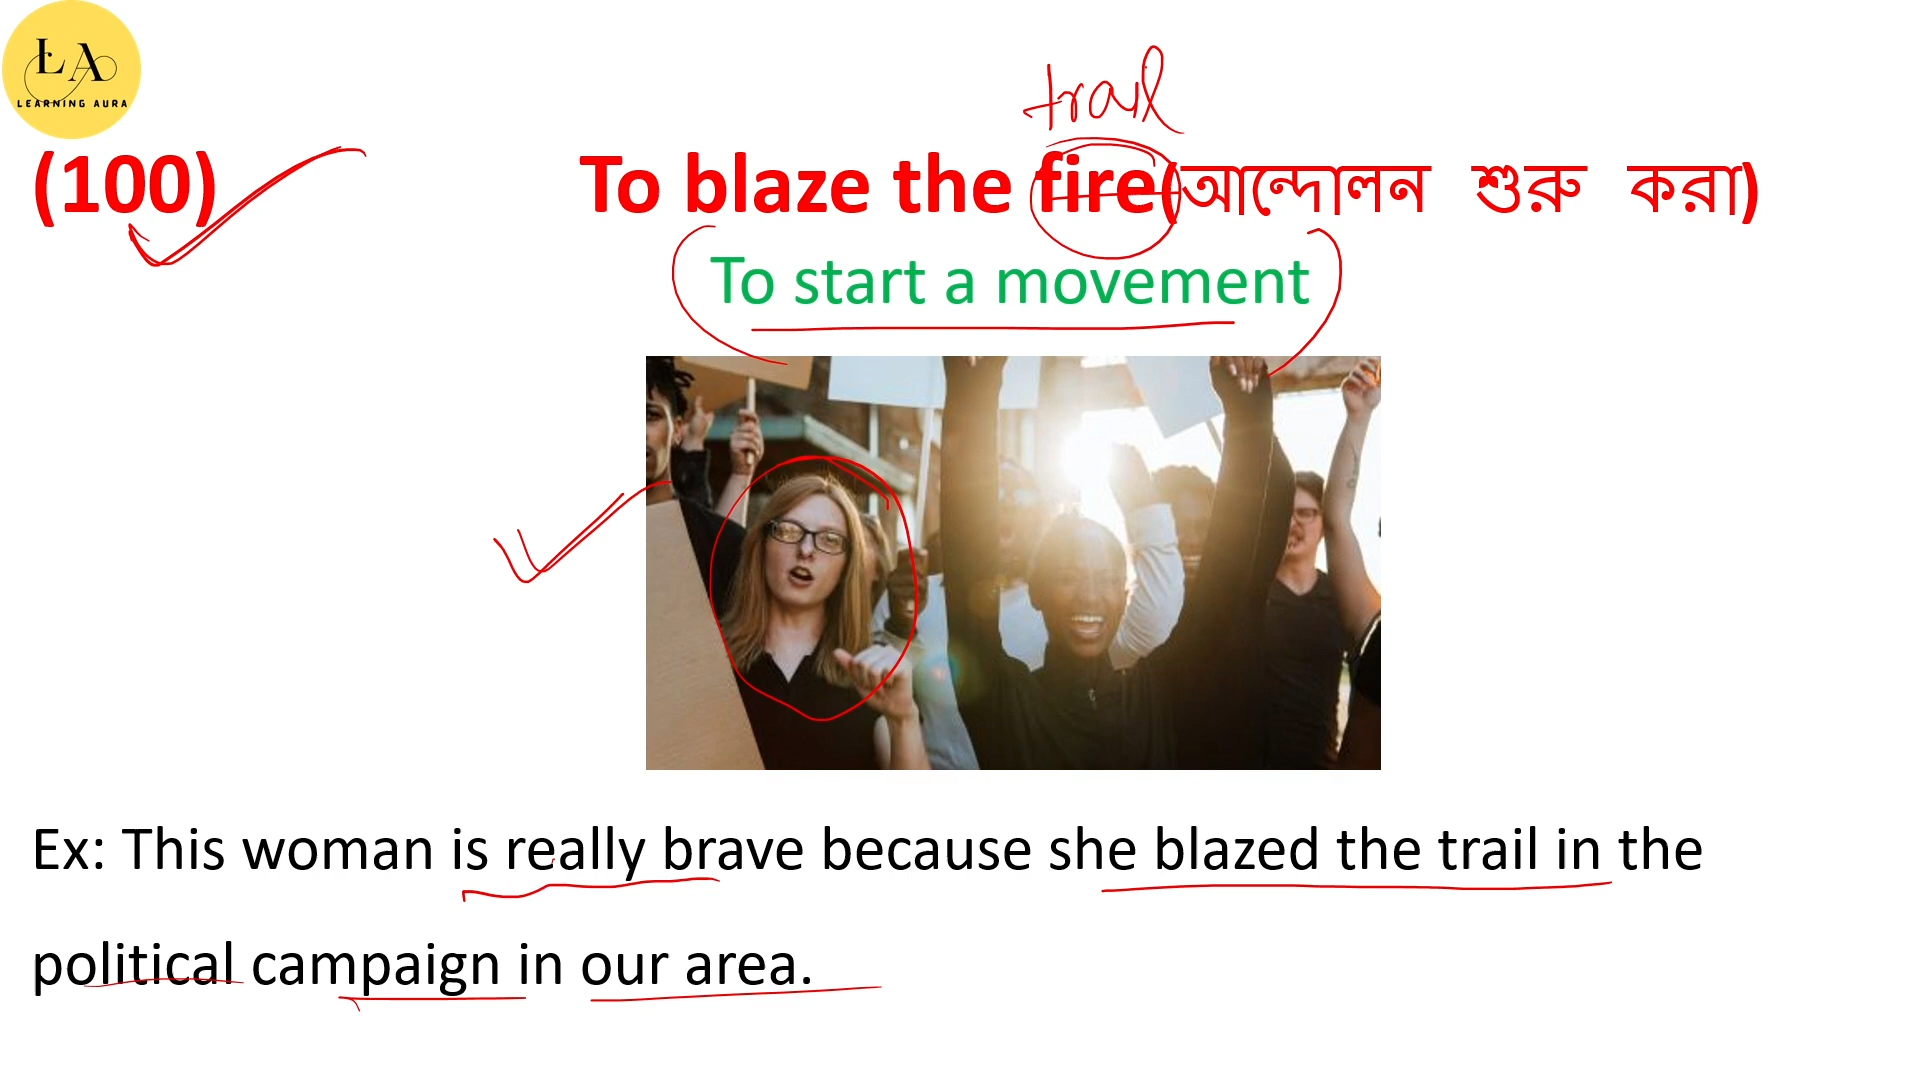 LA
LEARNING AURA
trail
(100) To blaze the fire(আন্দোলন শুরু করা)
To start a movement
Ex: This woman is really brave because she blazed the trail in the
political campaign in our area.